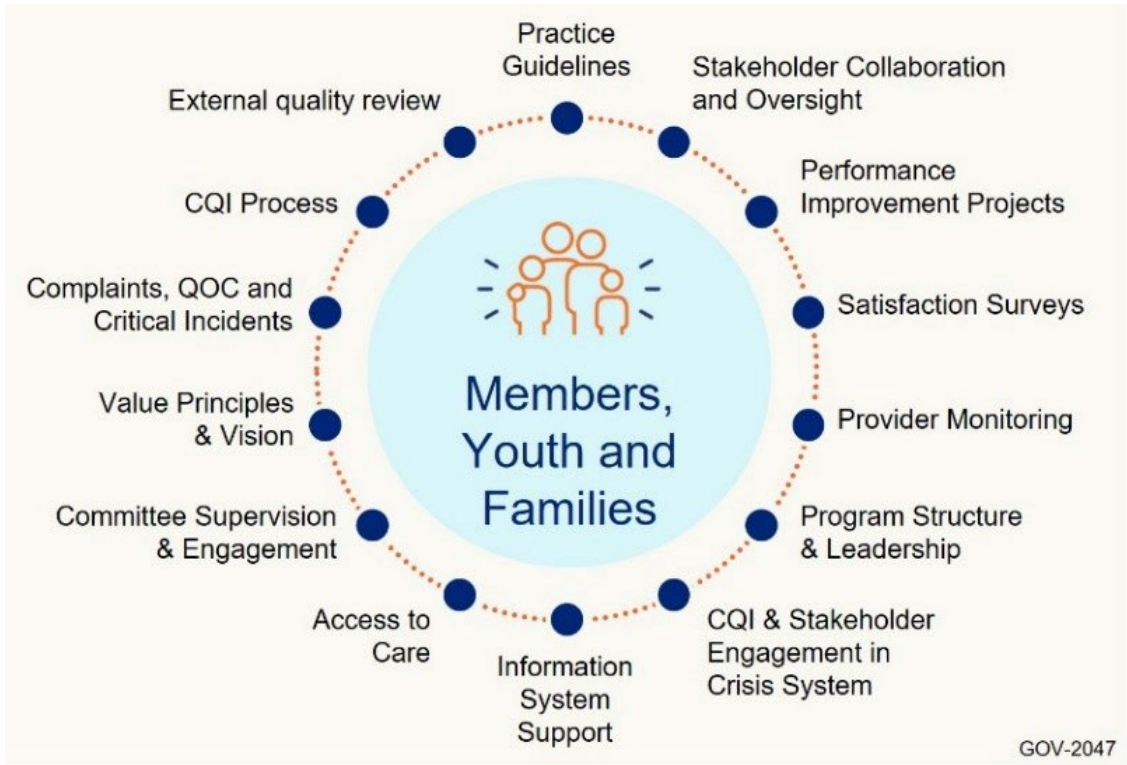 Practice
Guidelines
Stakeholder Collaboration
and Oversight
Performance
Improvement Projects
Satisfaction Surveys
Provider Monitoring
Program Structure
& Leadership
CQI & Stakeholder
Engagement in
Crisis System
Information
System
Support
Access to
Care
Committee Supervision
& Engagement
Value Principles
& Vision
Complaints, QOC and
Critical Incidents
CQI Process
External quality review
Members,
Youth and
Families
GOV-2047